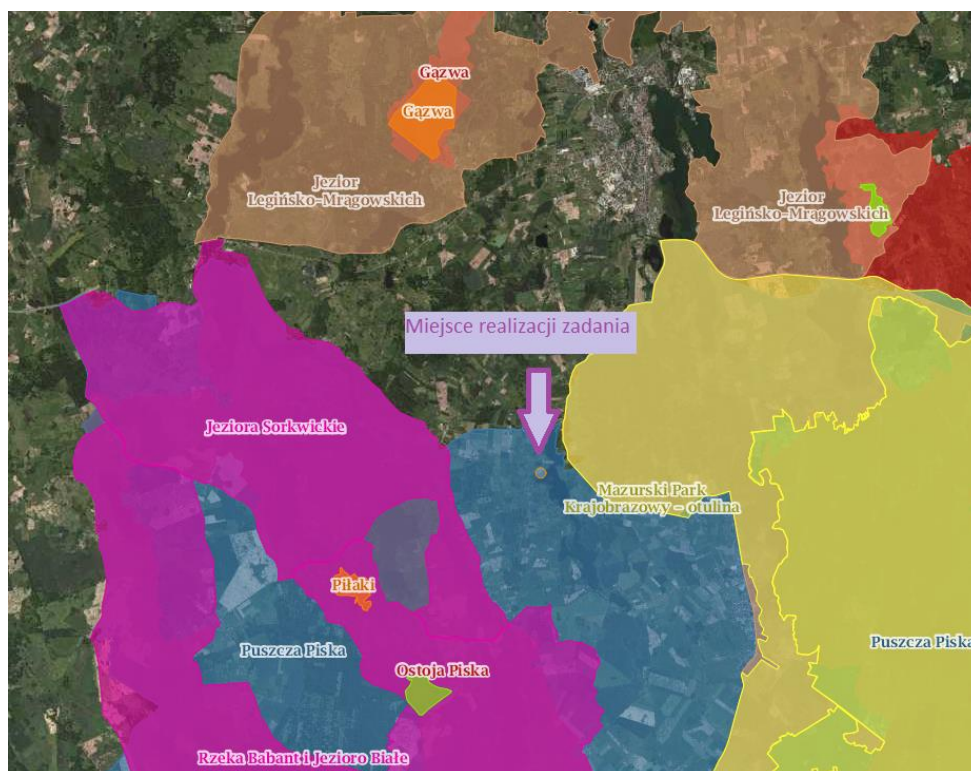 Gązwa
Gązwa
Jezior
Legińsko-Mrągowskich
Jezior
Legińsko-Mrągowskich
Miejsce realizacji zadania
Jeziora Sorkwickie
Mazurski Park
Krajobrazowy - otulina
Piłaki
Puszcza Piska
Puszcza Piska
Ostoja Piska
Rzeka Babant i Jezioro Białe